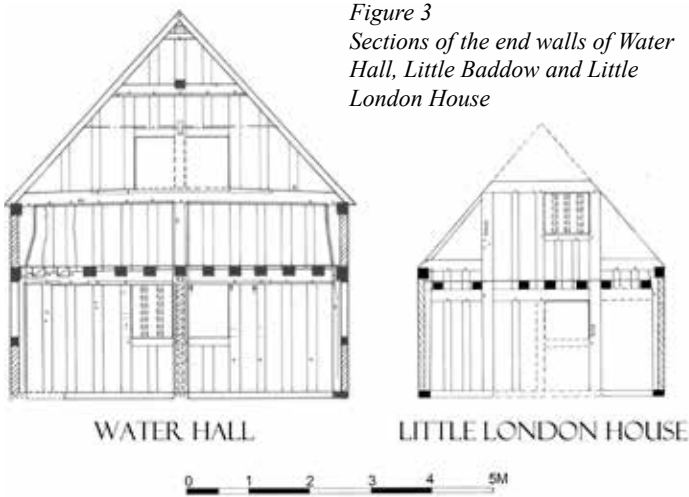 Figure 3
Sections of the end walls of Water
Hall, Little Baddow and Little
London House
WATER HALL
LITTLE LONDON HOUSE
0 1 2 3 4 5M